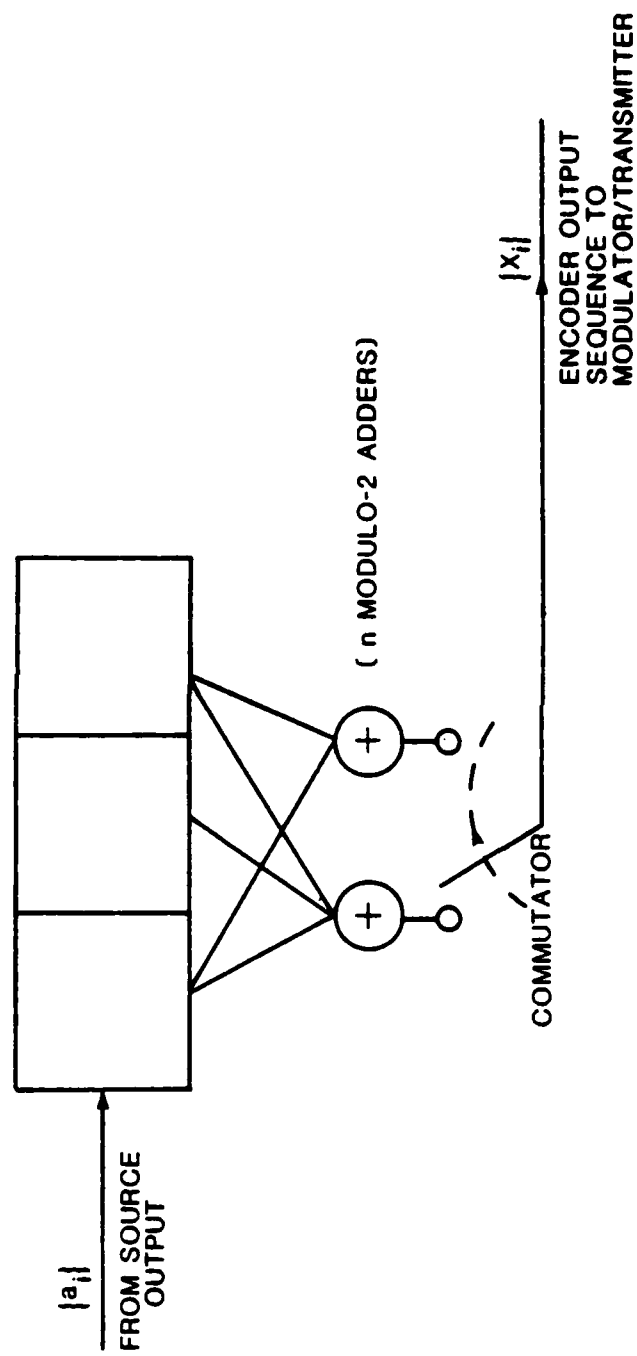 {a_i}
FROM SOURCE
OUTPUT
( n MODULO-2 ADDERS)
+
+
COMMUTATOR
{X_i}
ENCODER OUTPUT
SEQUENCE TO
MODULATOR/TRANSMITTER